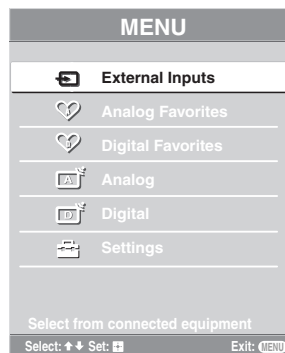 MENU
External Inputs
Analog Favorites
Digital Favorites
A Analog
D Digital
Settings
Select from connected equipment
Select: ↑↓ Set: + Exit: MENU